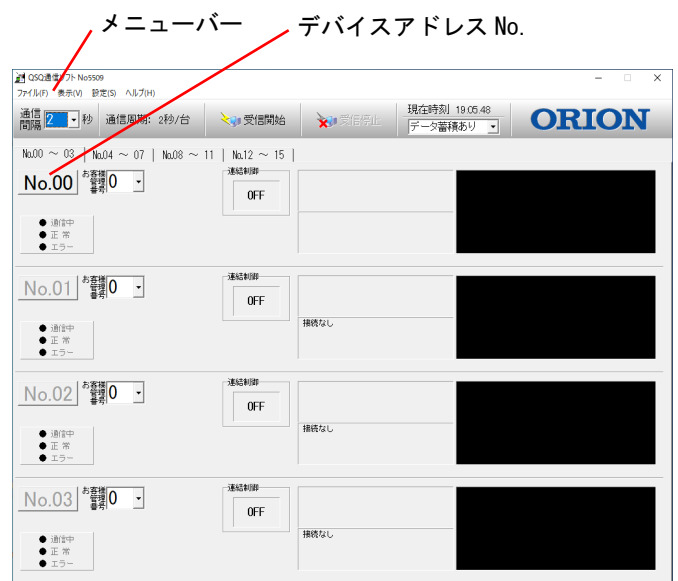 メニューバー
デバイスアドレス No.
QSQ通信ソフト No5509
ファイル(F) 表示(V) 設定(S) ヘルプ(H)
通信間隔 2 秒 通信周期: 2秒/台 受信開始 受信停止 現在時刻 19:05:48 データ蓄積あり ORION
No.00 ～ 03 | No.04 ～ 07 | No.08 ～ 11 | No.12 ～ 15 |
No.00 お客様管理番号 0 連結制御 OFF
通信中
正 常
エラー
No.01 お客様管理番号 0 連結制御 OFF
接続なし
通信中
正 常
エラー
No.02 お客様管理番号 0 連結制御 OFF
接続なし
通信中
正 常
エラー
No.03 お客様管理番号 0 連結制御 OFF
接続なし
通信中
正 常
エラー